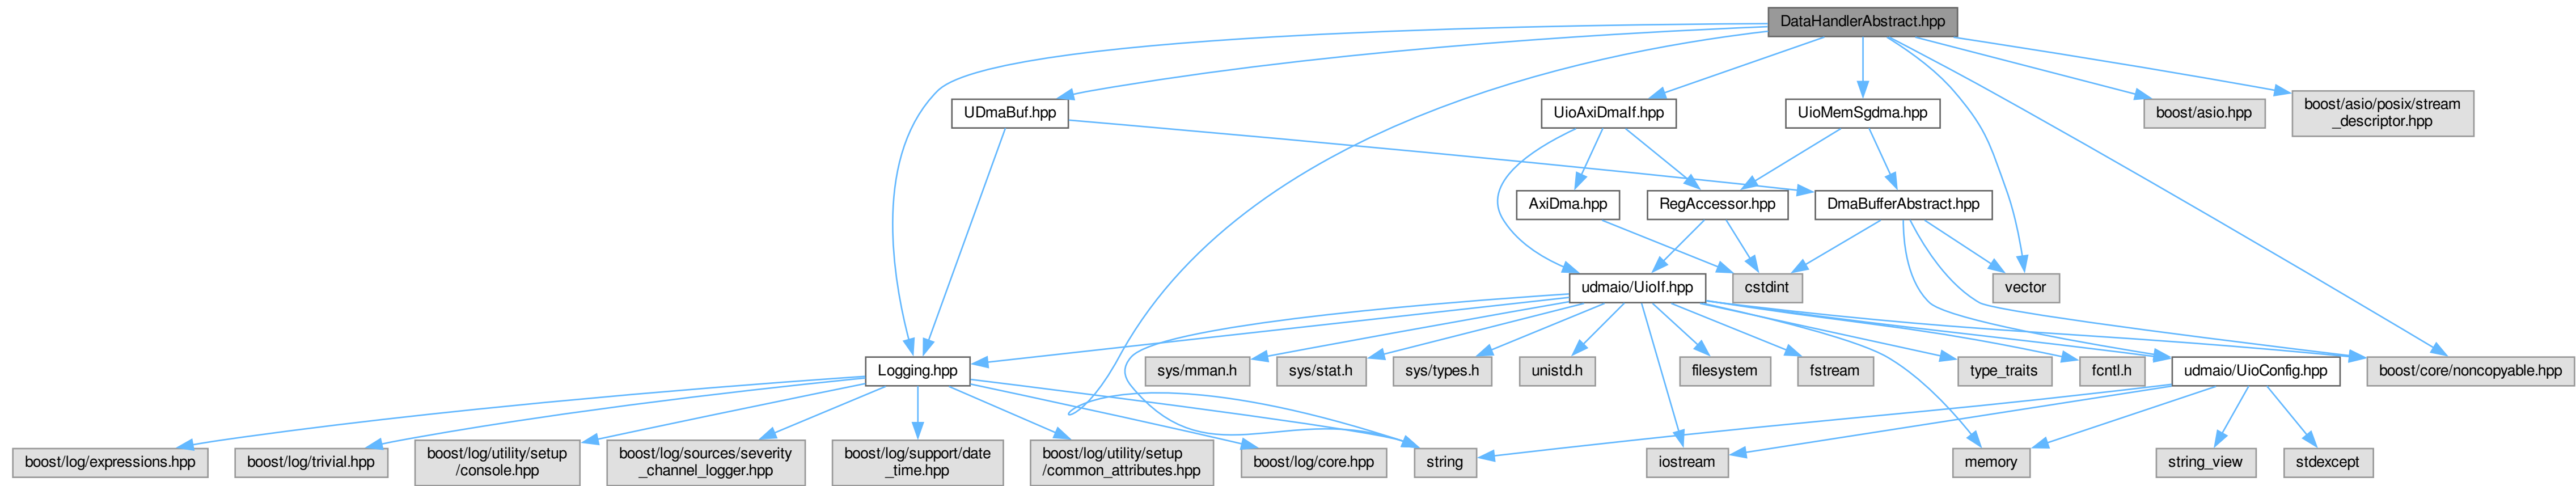 DataHandlerAbstract.hpp
UDmaBuf.hpp
UioAxiDmaIf.hpp
UioMemSgdma.hpp
boost/asio.hpp
boost/asio/posix/stream
_descriptor.hpp
AxiDma.hpp
RegAccessor.hpp
DmaBufferAbstract.hpp
udmaio/UioIf.hpp
cstdint
vector
Logging.hpp
sys/mman.h
sys/stat.h
sys/types.h
unistd.h
filesystem
fstream
type_traits
fcntl.h
udmaio/UioConfig.hpp
boost/core/noncopyable.hpp
boost/log/expressions.hpp
boost/log/trivial.hpp
boost/log/utility/setup
/console.hpp
boost/log/sources/severity
_channel_logger.hpp
boost/log/support/date
_time.hpp
boost/log/utility/setup
/common_attributes.hpp
boost/log/core.hpp
string
iostream
memory
string_view
stdexcept